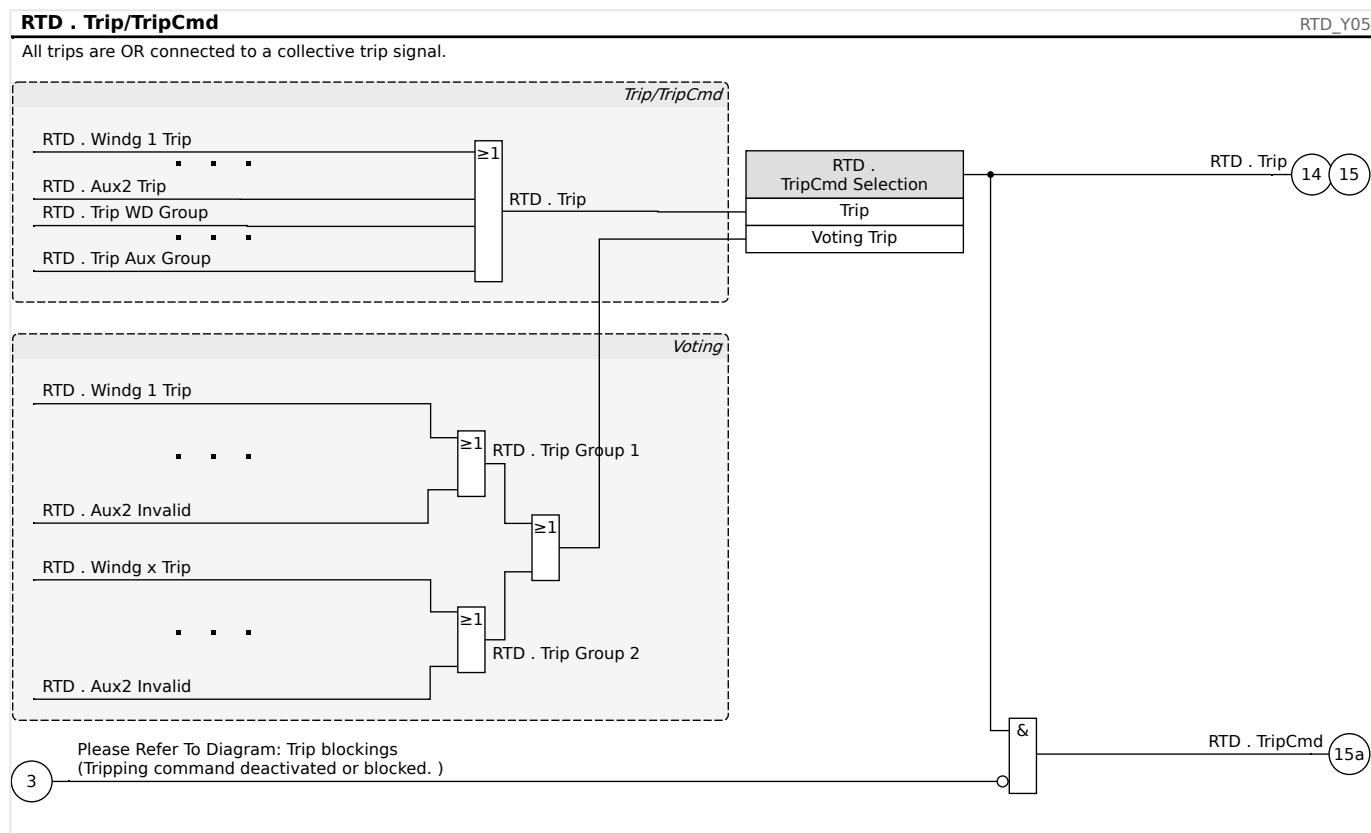 RTD . Trip/TripCmd
RTD_Y05
All trips are OR connected to a collective trip signal.
Trip/TripCmd
RTD . Windg 1 Trip
≥1
RTD . Aux2 Trip
RTD . Trip WD Group
RTD . Trip Aux Group
RTD . Trip
RTD .
TripCmd Selection
Trip
Voting Trip
RTD . Trip
14
15
Voting
RTD . Windg 1 Trip
≥1
RTD . Trip Group 1
RTD . Aux2 Invalid
≥1
RTD . Windg x Trip
≥1
RTD . Trip Group 2
RTD . Aux2 Invalid
&
RTD . TripCmd
15a
Please Refer To Diagram: Trip blockings
(Tripping command deactivated or blocked. )
3